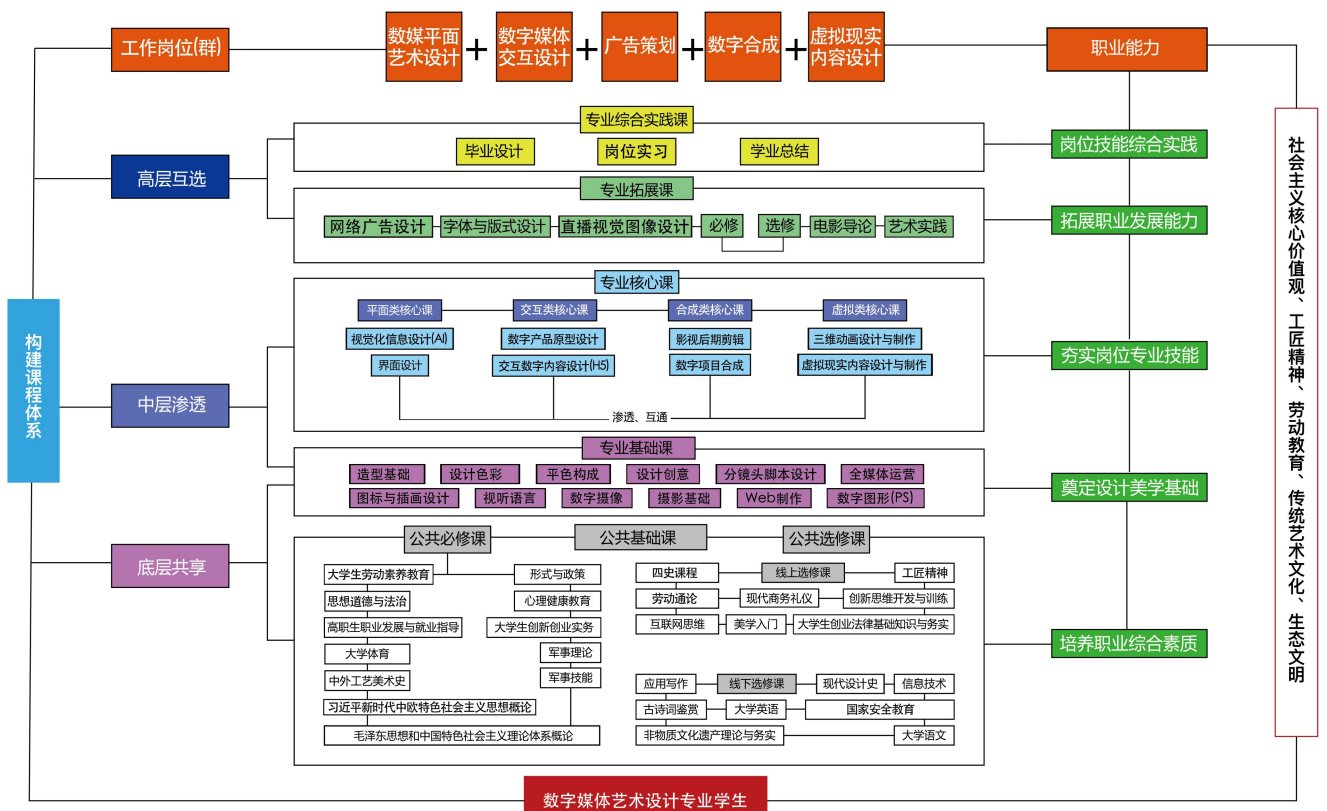 工作岗位(群)
数媒平面
艺术设计
+
数字媒体
交互设计
+
广告策划
+
数字合成
+
虚拟现实
内容设计
职业能力
专业综合实践课
毕业设计
岗位实习
学业总结
岗位技能综合实践
高层互选
专业拓展课
网络广告设计
字体与版式设计
直播视觉图像设计
必修
选修
电影导论
艺术实践
拓展职业发展能力
构建课程体系
中层渗透
专业核心课
平面类核心课
交互类核心课
合成类核心课
虚拟类核心课
视觉化信息设计(AI)
数字产品原型设计
影视后期剪辑
三维动画设计与制作
界面设计
交互数字内容设计(H5)
数字项目合成
虚拟现实内容设计与制作
渗透、互通
夯实岗位专业技能
专业基础课
造型基础
设计色彩
平色构成
设计创意
分镜头脚本设计
全媒体运营
图标与插画设计
视听语言
数字摄像
摄影基础
Web制作
数字图形(PS)
奠定设计美学基础
底层共享
公共必修课
公共基础课
公共选修课
大学生劳动素养教育
形式与政策
思想道德与法治
心理健康教育
高职生职业发展与就业指导
大学生创新创业实务
大学体育
军事理论
中外工艺美术史
军事技能
习近平新时代中欧特色社会主义思想概论
毛泽东思想和中国特色社会主义理论体系概论
四史课程
线上选修课
工匠精神
劳动通论
现代商务礼仪
创新思维开发与训练
互联网思维
美学入门
大学生创业法律基础知识与务实
应用写作
线下选修课
现代设计史
信息技术
古诗词鉴赏
大学英语
国家安全教育
非物质文化遗产理论与务实
大学语文
培养职业综合素质
社会主义核心价值观、工匠精神、劳动教育、传统艺术文化、生态文明
数字媒体艺术设计专业学生